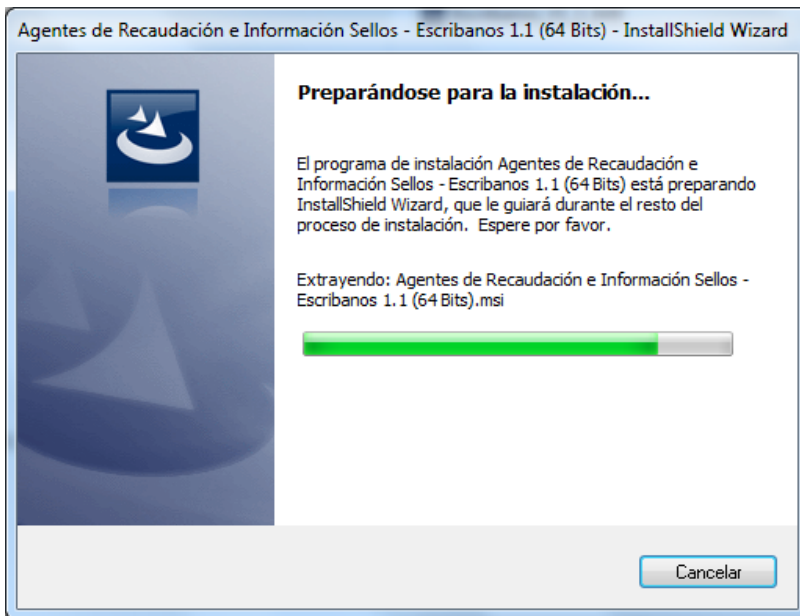 Agentes de Recaudación e Información Sellos - Escribanos 1.1 (64 Bits) - InstallShield Wizard
Preparándose para la instalación...
El programa de instalación Agentes de Recaudación e
Información Sellos - Escribanos 1.1 (64 Bits) está preparando
InstallShield Wizard, que le guiará durante el resto del
proceso de instalación. Espere por favor.
Extrayendo: Agentes de Recaudación e Información Sellos -
Escribanos 1.1 (64 Bits).msi
Cancelar